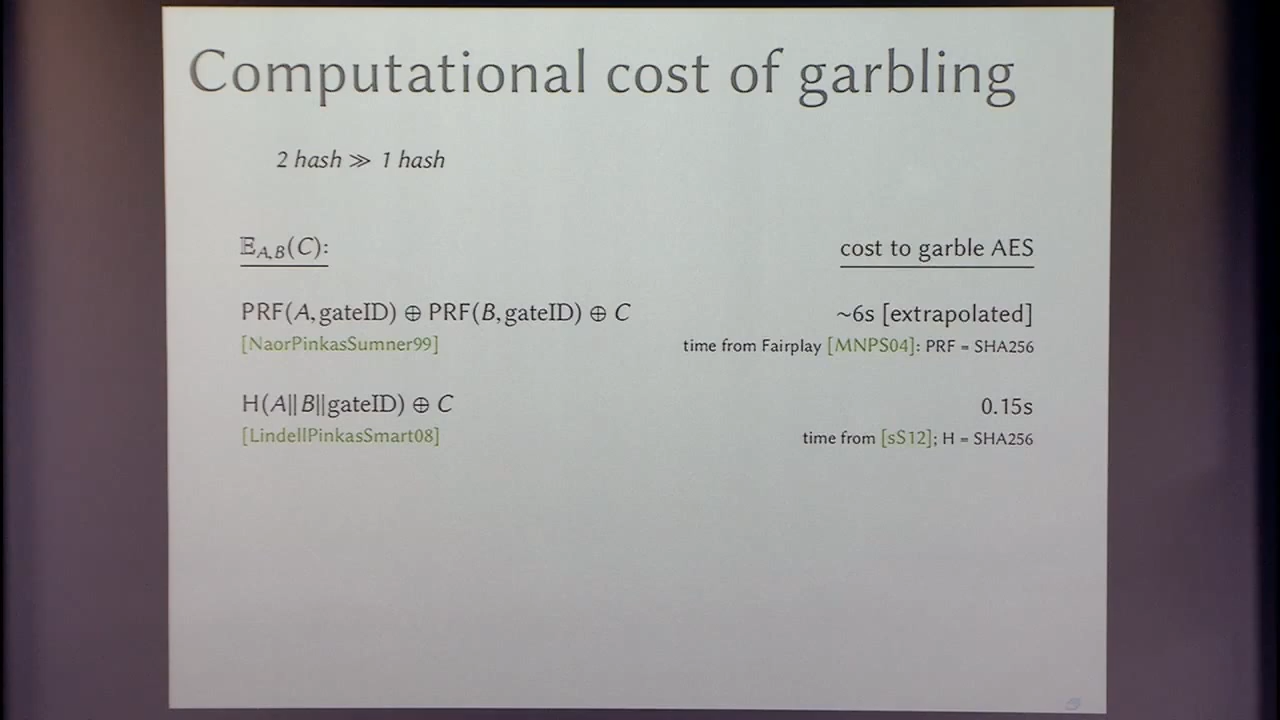 Computational cost of garbling
2 hash ≫ 1 hash
𝔼A,B(C): cost to garble AES
PRF(A, gateID) ⊕ PRF(B, gateID) ⊕ C ~6s [extrapolated]
[NaorPinkasSumner99] time from Fairplay [MNPS04]: PRF = SHA256
H(A||B||gateID) ⊕ C 0.15s
[LindellPinkasSmart08] time from [sS12]; H = SHA256